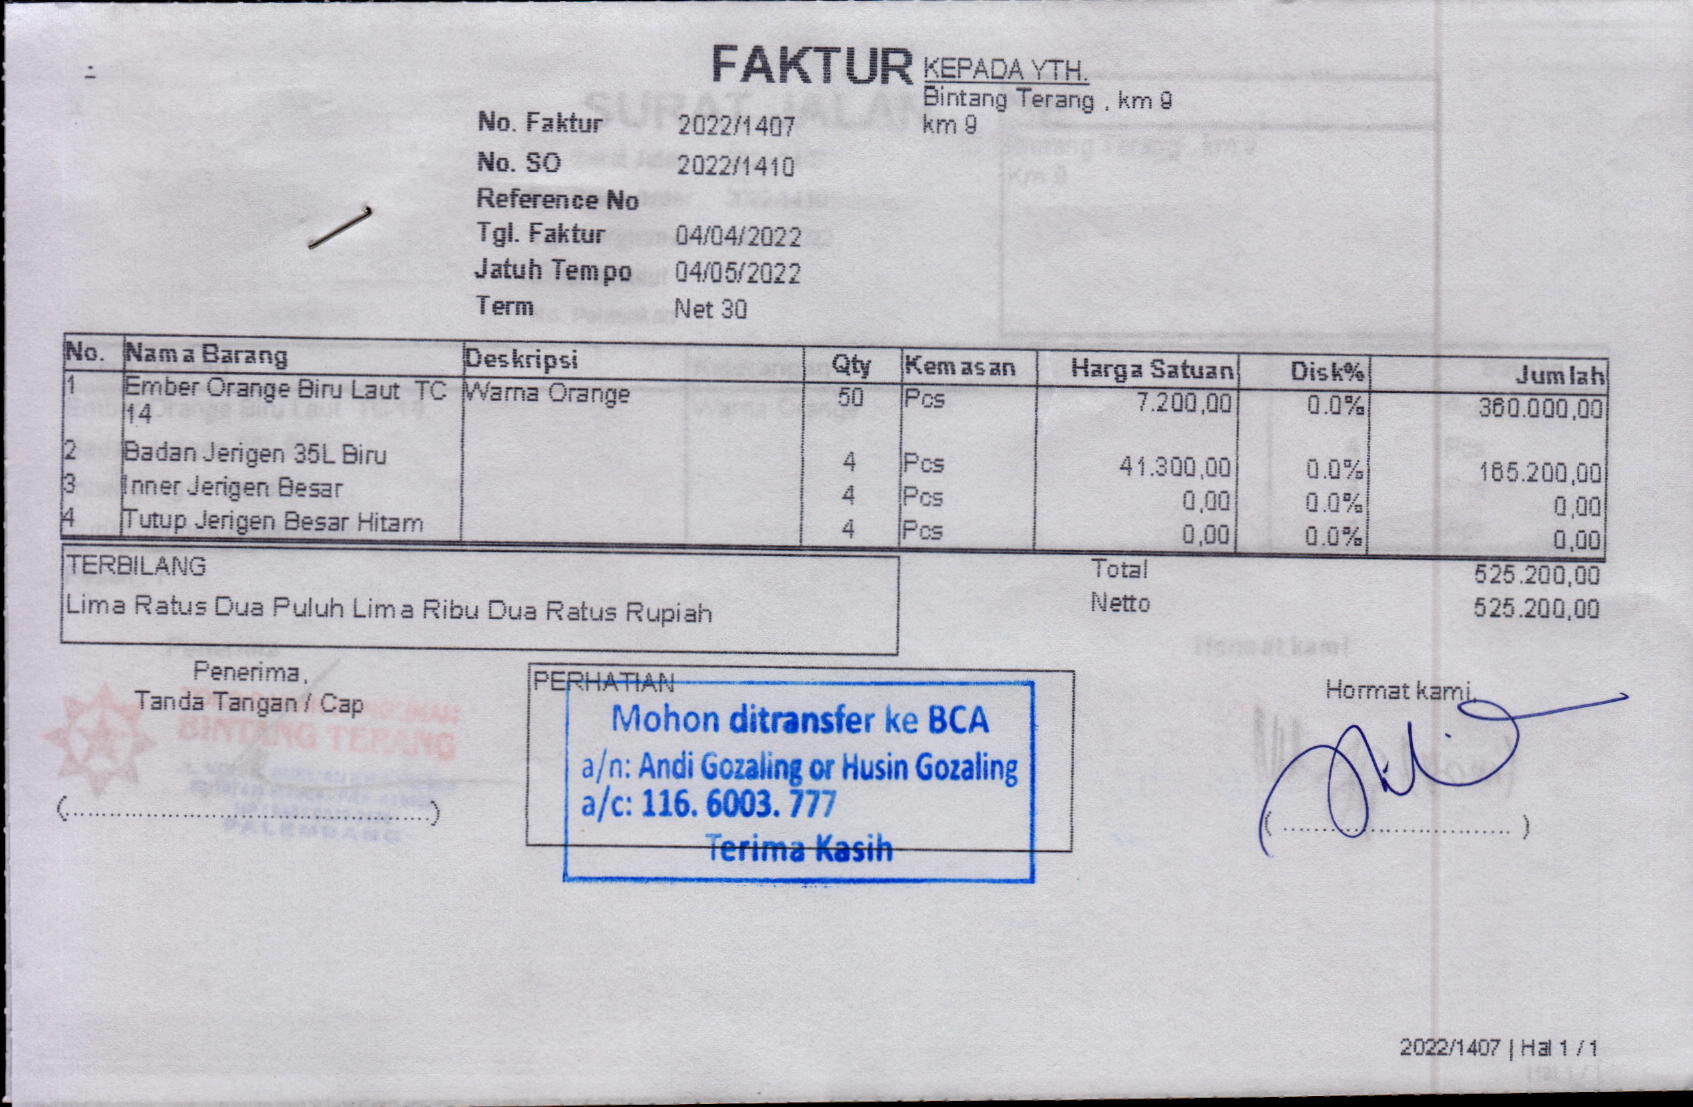 FAKTUR
KEPADA YTH.
Bintang Terang , km 9
km 9
No. Faktur 2022/1407
No. SO 2022/1410
Reference No
Tgl. Faktur 04/04/2022
Jatuh Tempo 04/05/2022
Term Net 30
No. Nama Barang Deskripsi Qty Kemasan Harga Satuan Disk% Jumlah
1 Ember Orange Biru Laut TC Warna Orange 50 Pcs 7.200,00 0.0% 360.000,00
14
2 Badan Jerigen 35L Biru 4 Pcs 41.300,00 0.0% 165.200,00
3 Inner Jerigen Besar 4 Pcs 0,00 0.0% 0,00
4 Tutup Jerigen Besar Hitam 4 Pcs 0,00 0.0% 0,00
TERBILANG
Lima Ratus Dua Puluh Lima Ribu Dua Ratus Rupiah
Total 525.200,00
Netto 525.200,00
Penerima,
Tanda Tangan / Cap
(..........................................)
BINTANG TERANG
PALEMBANG
PERHATIAN
Mohon ditransfer ke BCA
a/n: Andi Gozaling or Husin Gozaling
a/c: 116. 6003. 777
Terima Kasih
Hormat kami,
( .............................. )
2022/1407 | Hal 1 / 1